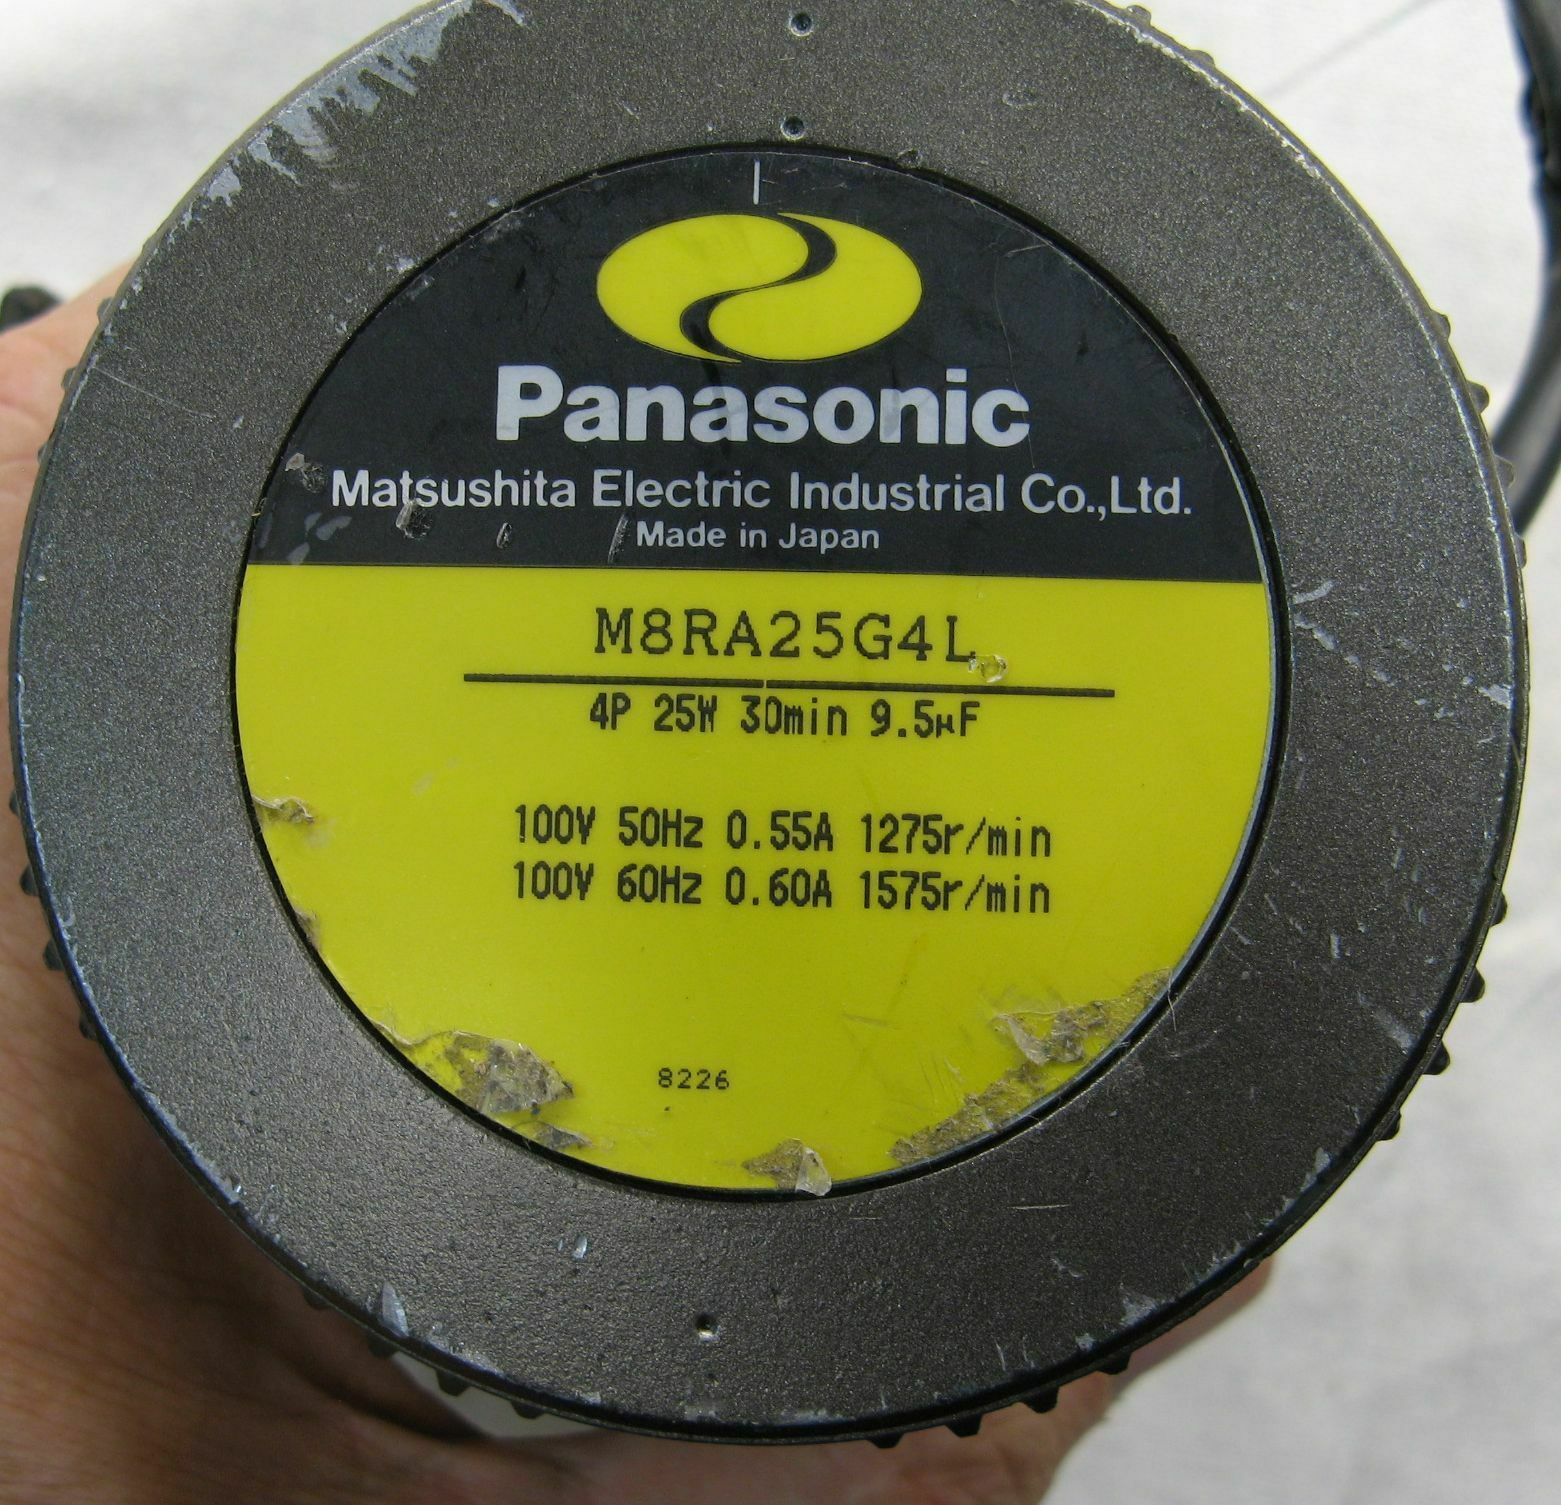 Panasonic
Matsushita Electric Industrial Co.,Ltd.
Made in Japan
M8RA25G4L
4P 25W 30min 9.5μF
100V 50Hz 0.55A 1275r/min
100V 60Hz 0.60A 1575r/min
8226